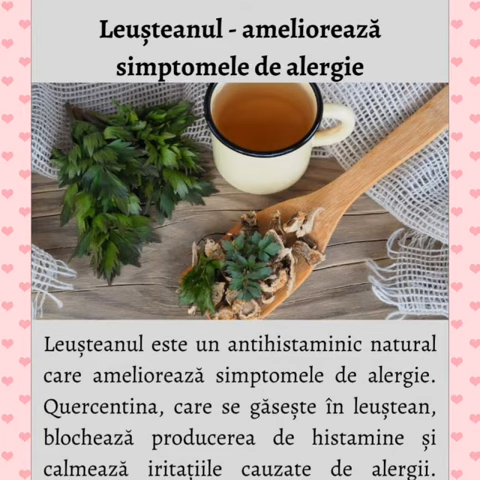 Leușteanul - ameliorează
simptomele de alergie
Leușteanul este un antihistaminic natural
care ameliorează simptomele de alergie.
Quercentina, care se găsește în leuștean,
blochează producerea de histamine și
calmează iritațiile cauzate de alergii.